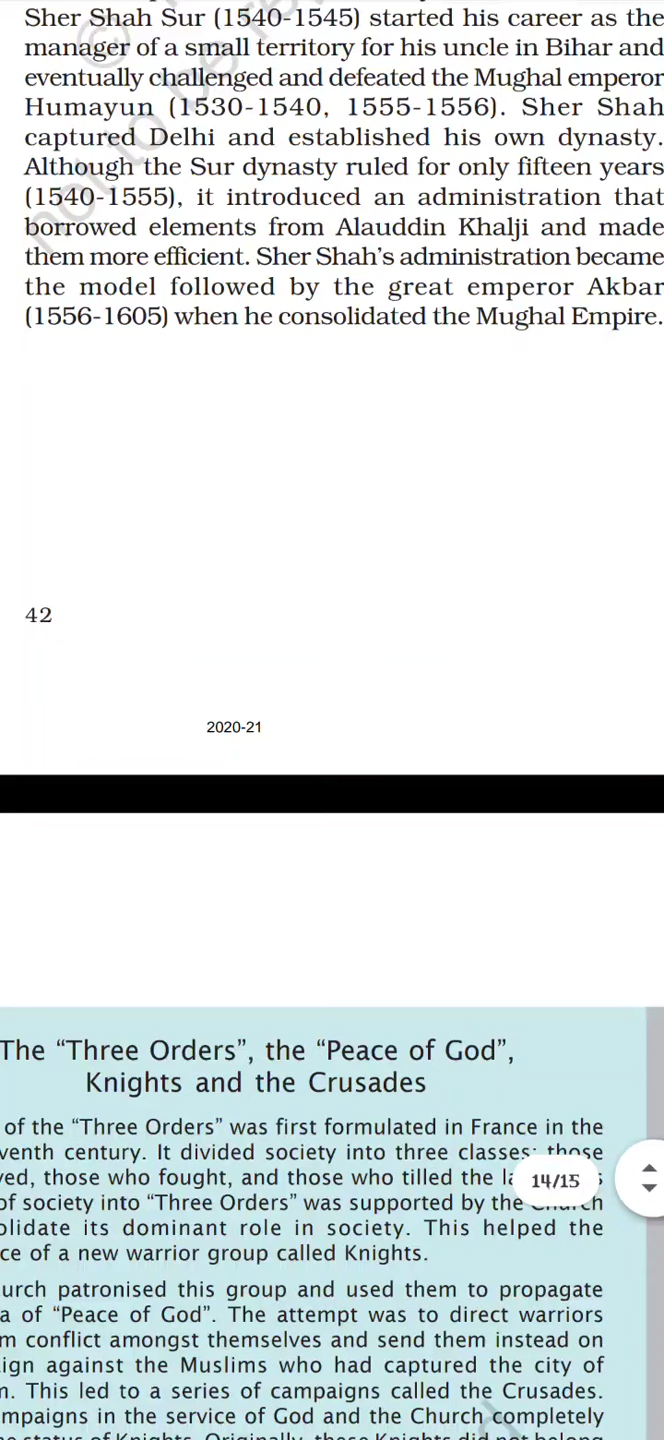 Sher Shah Sur (1540-1545) started his career as the
manager of a small territory for his uncle in Bihar and
eventually challenged and defeated the Mughal emperor
Humayun (1530-1540, 1555-1556). Sher Shah
captured Delhi and established his own dynasty.
Although the Sur dynasty ruled for only fifteen years
(1540-1555), it introduced an administration that
borrowed elements from Alauddin Khalji and made
them more efficient. Sher Shah's administration became
the model followed by the great emperor Akbar
(1556-1605) when he consolidated the Mughal Empire.
42
2020-21
The “Three Orders”, the “Peace of God”,
Knights and the Crusades
of the “Three Orders” was first formulated in France in the
venth century. It divided society into three classes: those
ved, those who fought, and those who tilled the
14/15
of society into “Three Orders” was supported by the Church
olidate its dominant role in society. This helped the
ce of a new warrior group called Knights.
urch patronised this group and used them to propagate
a of “Peace of God”. The attempt was to direct warriors
m conflict amongst themselves and send them instead on
ign against the Muslims who had captured the city of
n. This led to a series of campaigns called the Crusades.
mpaigns in the service of God and the Church completely
status of Knights. Originally, these Knights did not belong